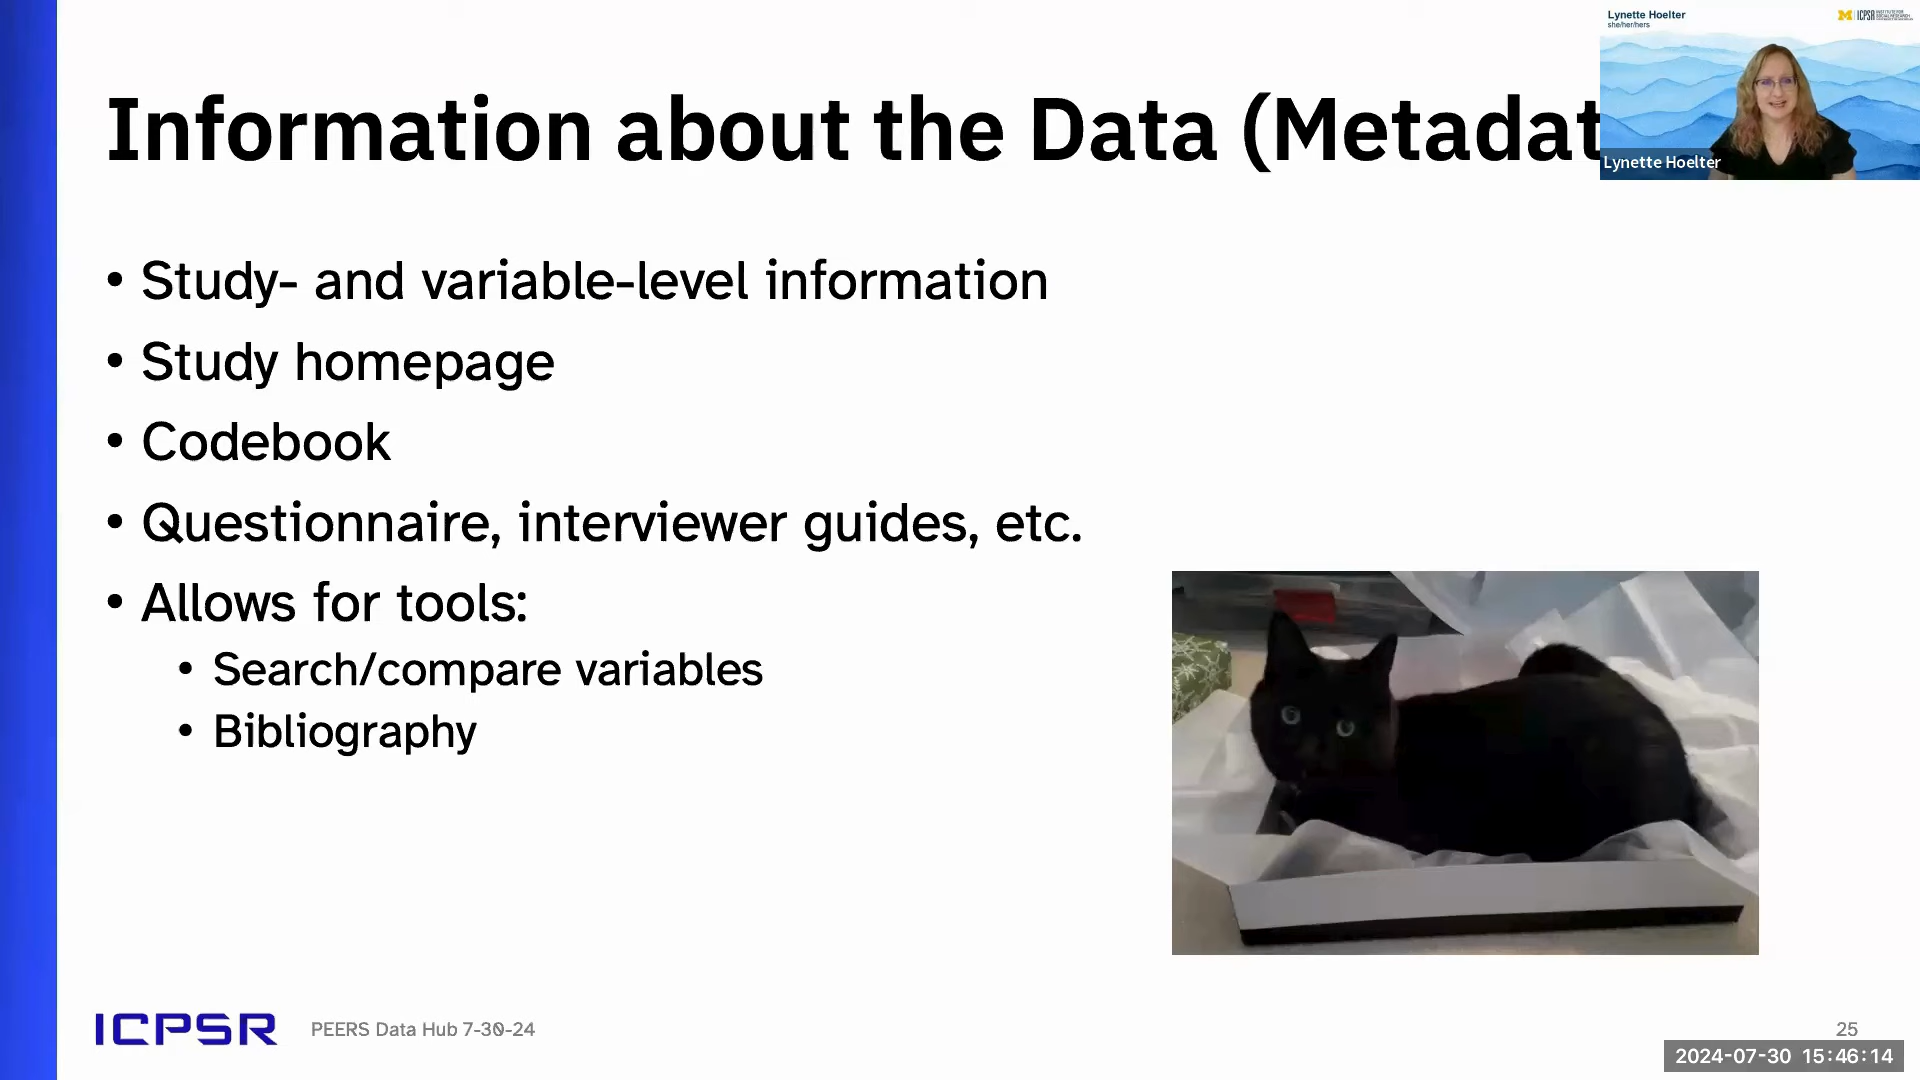 Information about the Data (Metadat
Lynette Hoelter
she/her/hers
M ICPSR
Lynette Hoelter
• Study- and variable-level information
• Study homepage
• Codebook
• Questionnaire, interviewer guides, etc.
• Allows for tools:
• Search/compare variables
• Bibliography
ICPSR PEERS Data Hub 7-30-24
25
2024-07-30 15:46:14